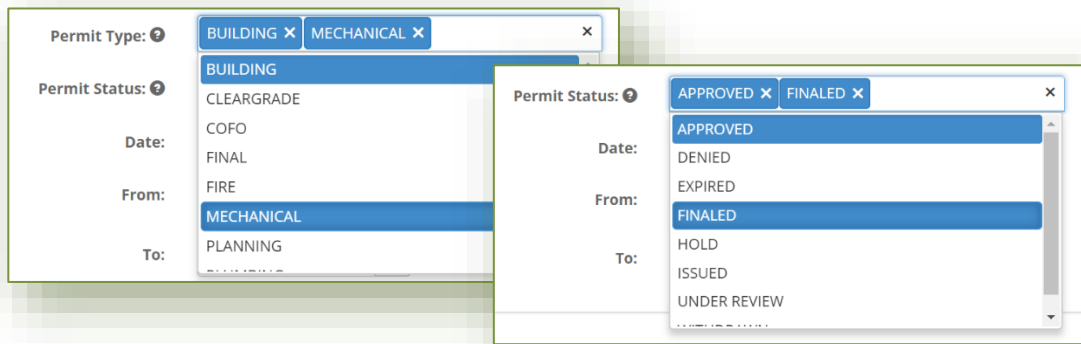 Permit Type:
BUILDING × MECHANICAL × ×
BUILDING
Permit Status:
CLEARGRADE
COFO
Date:
FINAL
FIRE
From:
MECHANICAL
PLANNING
To:
Permit Status:
APPROVED × FINALED × ×
APPROVED
Date:
DENIED
EXPIRED
From:
FINALED
HOLD
To:
ISSUED
UNDER REVIEW